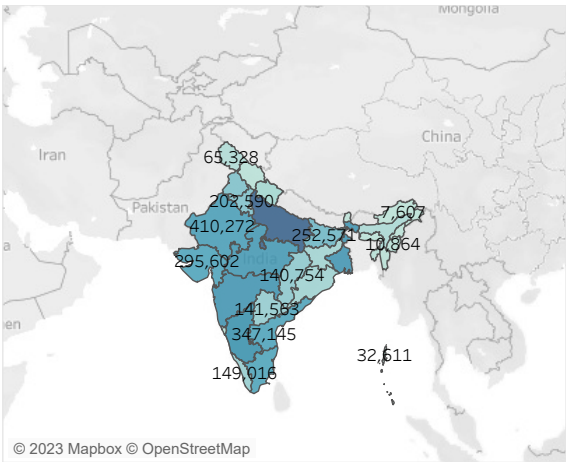 Mongolia
China
Iran
65,328
Pakistan
202,590
7,607
410,272
252,571
10,864
295,602
India
140,754
en
141,563
347,145
32,611
149,016
© 2023 Mapbox © OpenStreetMap